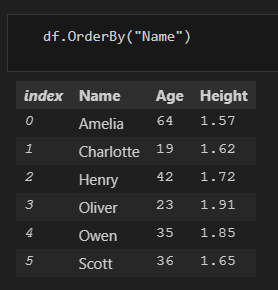 df.OrderBy("Name")
index Name Age Height
0 Amelia 64 1.57
1 Charlotte 19 1.62
2 Henry 42 1.72
3 Oliver 23 1.91
4 Owen 35 1.85
5 Scott 36 1.65